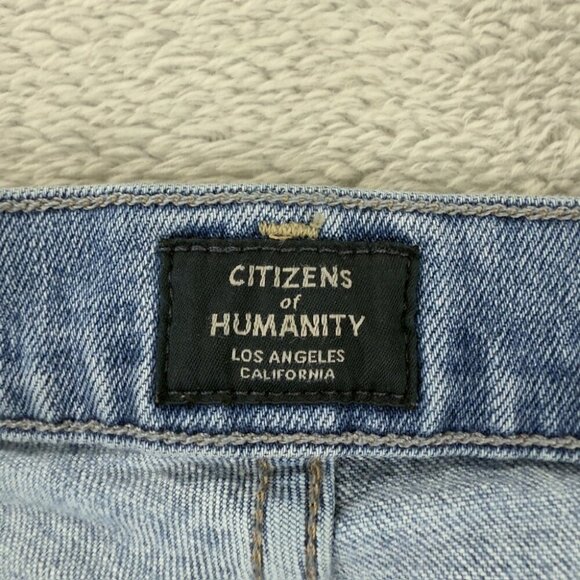 CITIZENS
of
HUMANITY
LOS ANGELES
CALIFORNIA